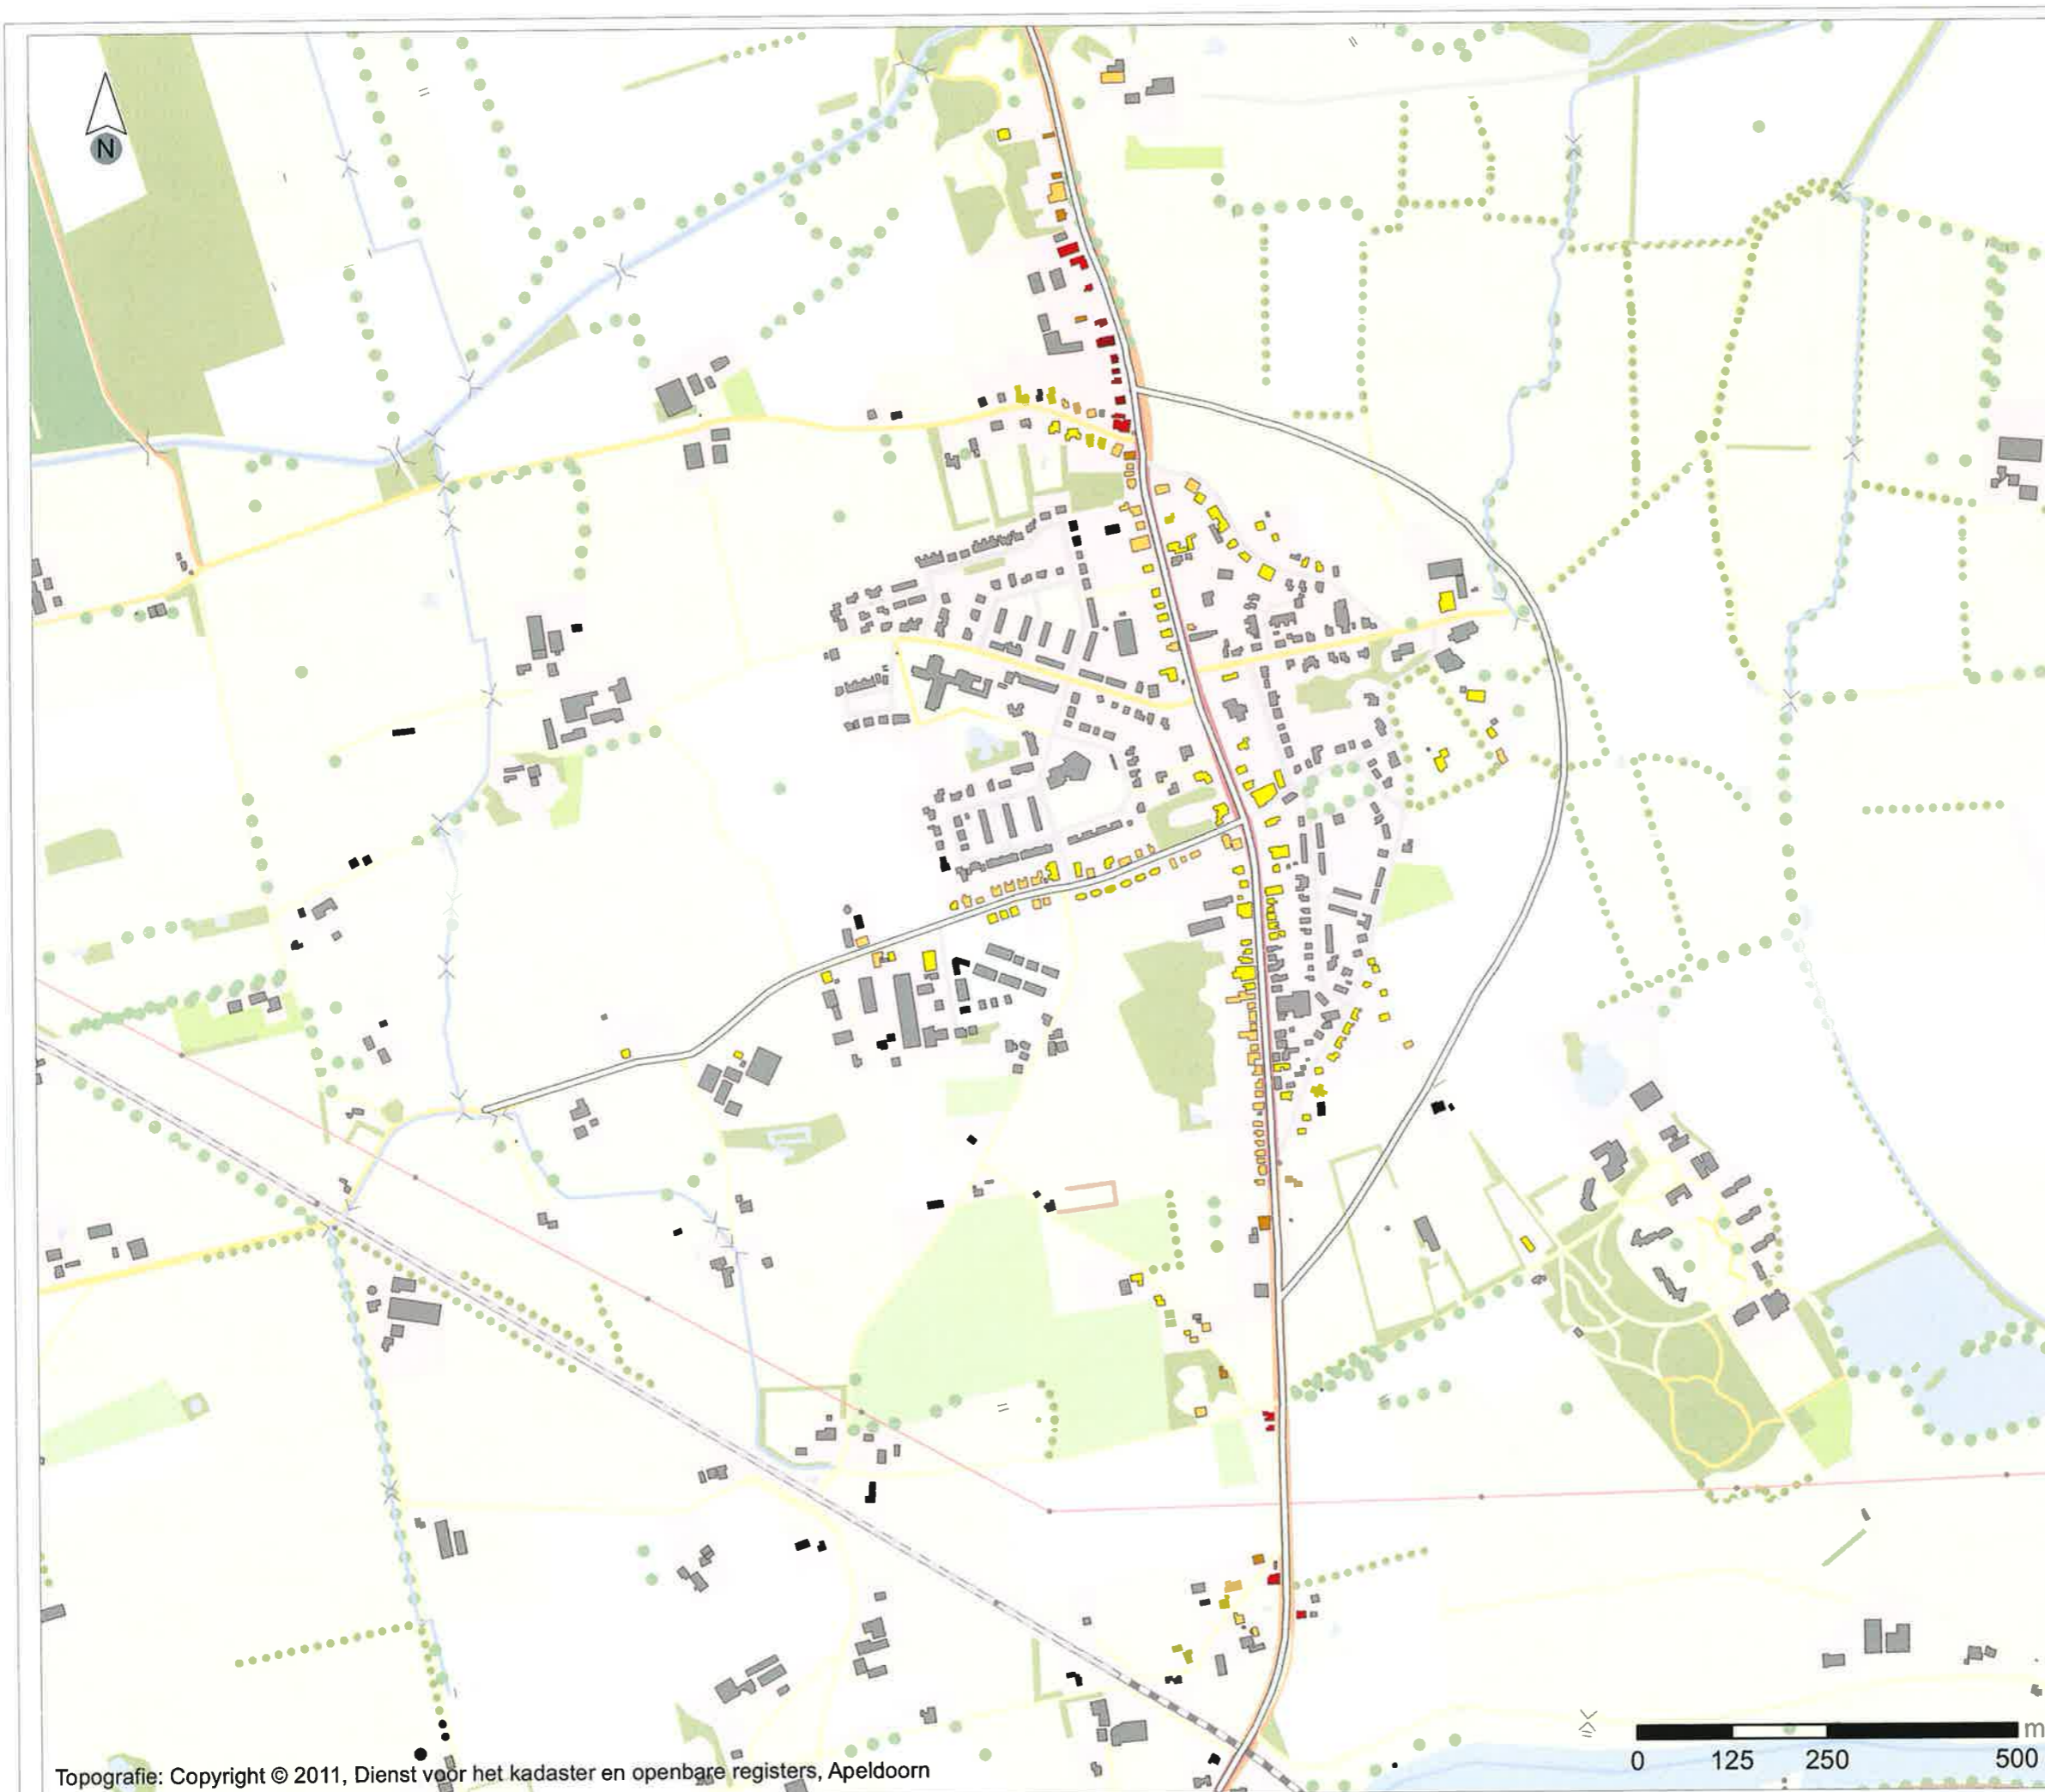 N
m
0 125 250 500
Topografie: Copyright © 2011, Dienst voor het kadaster en openbare registers, Apeldoorn